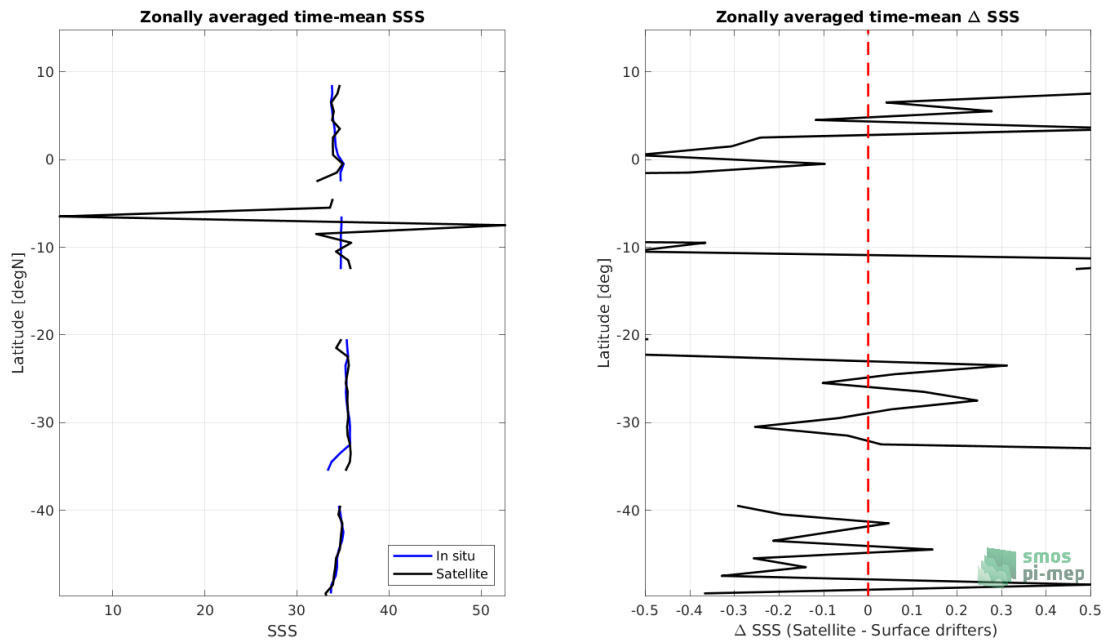 Zonally averaged time-mean SSS
10
0
-10
-20
-30
-40
Latitude [degN]
10
20
30
40
50
SSS
In situ
Satellite
Zonally averaged time-mean Δ SSS
10
0
-10
-20
-30
-40
Latitude [deg]
-0.5
-0.4
-0.3
-0.2
-0.1
0
0.1
0.2
0.3
0.4
0.5
Δ SSS (Satellite - Surface drifters)
smos
pi-mep